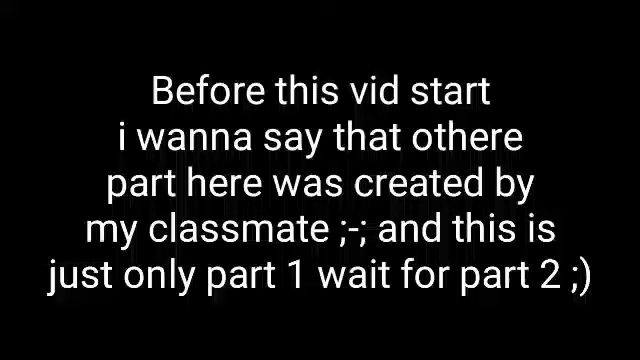 Before this vid start
i wanna say that othere
part here was created by
my classmate ;-; and this is
just only part 1 wait for part 2 ;)